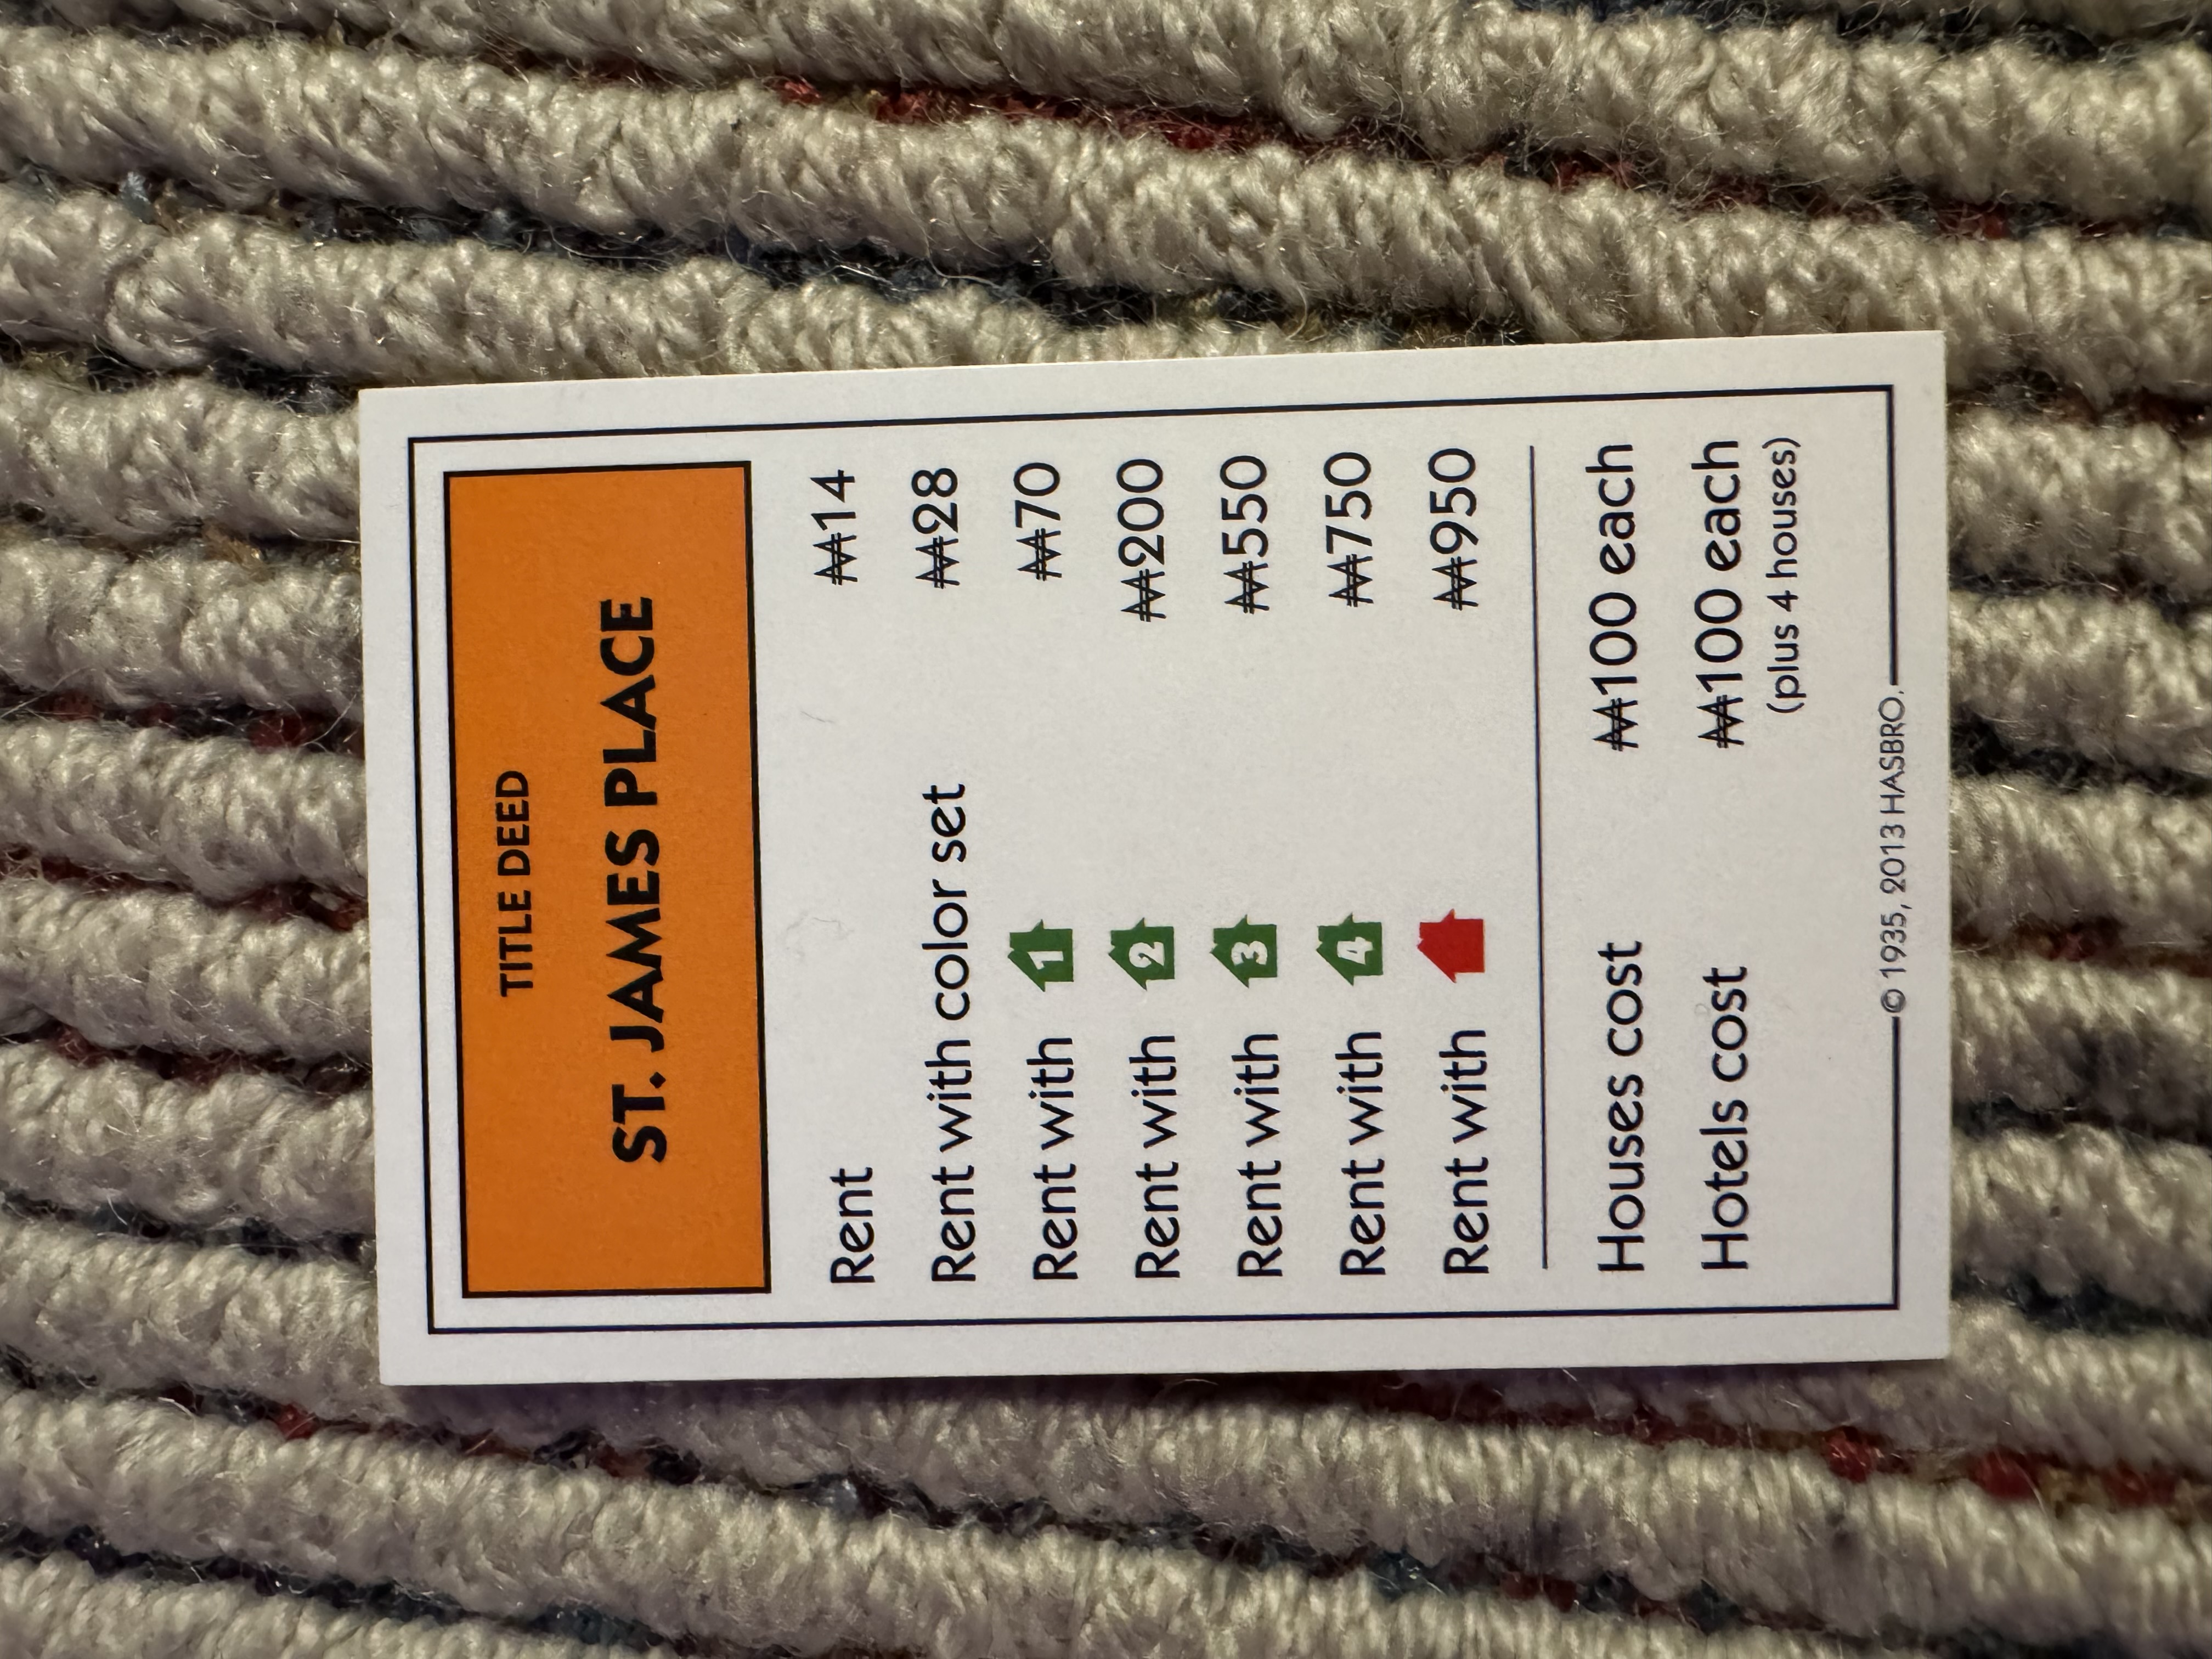 TITLE DEED
ST. JAMES PLACE
Rent ₩14
Rent with color set ₩28
Rent with 1 ₩70
Rent with 2 ₩200
Rent with 3 ₩550
Rent with 4 ₩750
Rent with ₩950
Houses cost ₩100 each
Hotels cost ₩100 each
(plus 4 houses)
© 1935, 2013 HASBRO.